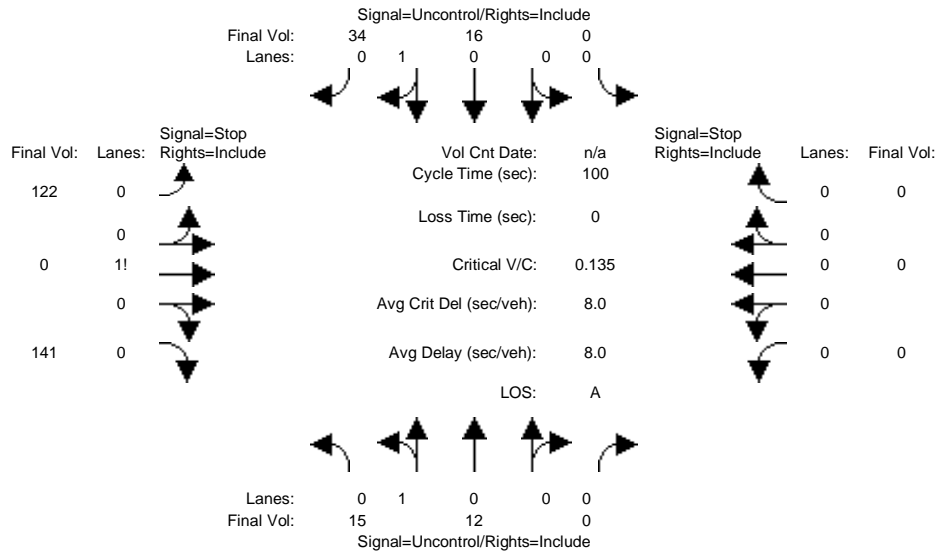 Signal=Uncontrol/Rights=Include
Final Vol: 34 16 0
Lanes: 0 1 0 0 0
Signal=Stop Signal=Stop
Final Vol: Lanes: Rights=Include Vol Cnt Date: n/a Rights=Include Lanes: Final Vol:
Cycle Time (sec): 100
122 0 0 0
Loss Time (sec): 0
0 0
0 1! Critical V/C: 0.135 0 0
0 Avg Crit Del (sec/veh): 8.0 0
141 0 Avg Delay (sec/veh): 8.0 0 0
LOS: A
Lanes: 0 1 0 0 0
Final Vol: 15 12 0
Signal=Uncontrol/Rights=Include